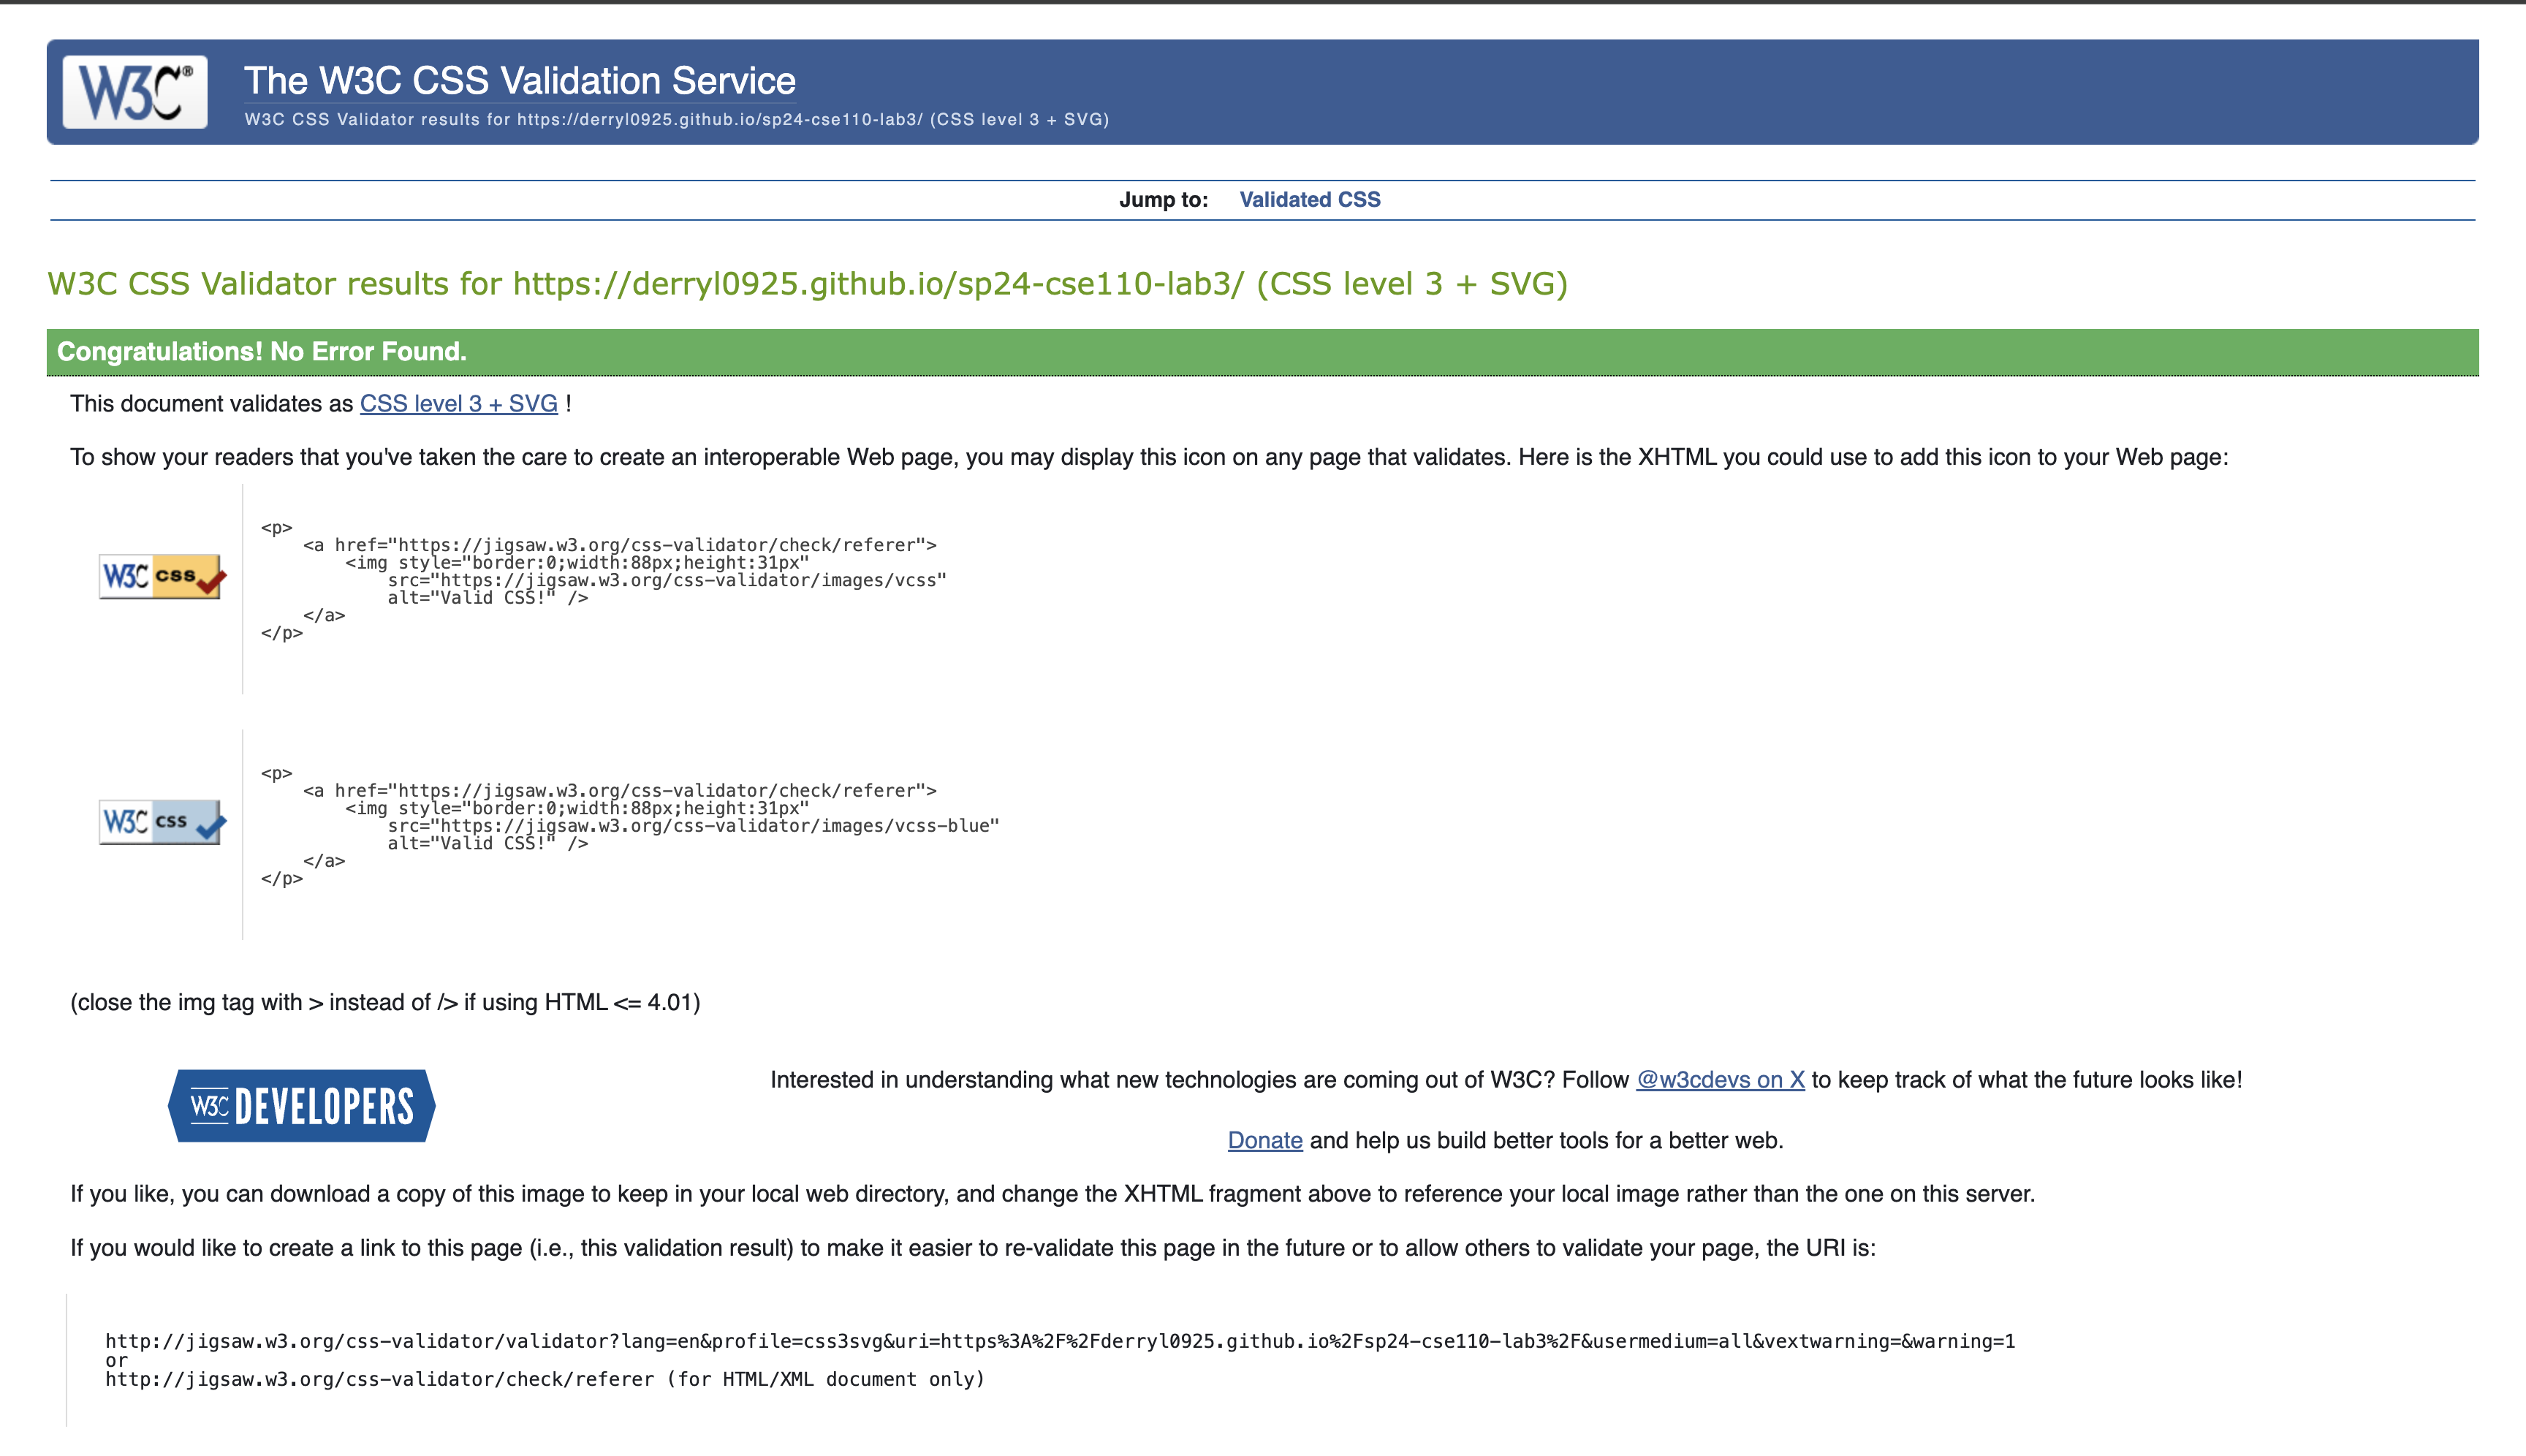 W3C®
The W3C CSS Validation Service
W3C CSS Validator results for https://derryl0925.github.io/sp24-cse110-lab3/ (CSS level 3 + SVG)
Jump to: Validated CSS
W3C CSS Validator results for https://derryl0925.github.io/sp24-cse110-lab3/ (CSS level 3 + SVG)
Congratulations! No Error Found.
This document validates as CSS level 3 + SVG !
To show your readers that you've taken the care to create an interoperable Web page, you may display this icon on any page that validates. Here is the XHTML you could use to add this icon to your Web page:
W3C css
<p>
    <a href="https://jigsaw.w3.org/css-validator/check/referer">
        <img style="border:0;width:88px;height:31px"
            src="https://jigsaw.w3.org/css-validator/images/vcss"
            alt="Valid CSS!" />
    </a>
</p>
W3C css
<p>
    <a href="https://jigsaw.w3.org/css-validator/check/referer">
        <img style="border:0;width:88px;height:31px"
            src="https://jigsaw.w3.org/css-validator/images/vcss-blue"
            alt="Valid CSS!" />
    </a>
</p>
(close the img tag with > instead of /> if using HTML <= 4.01)
W3C DEVELOPERS
Interested in understanding what new technologies are coming out of W3C? Follow @w3cdevs on X to keep track of what the future looks like!
Donate and help us build better tools for a better web.
If you like, you can download a copy of this image to keep in your local web directory, and change the XHTML fragment above to reference your local image rather than the one on this server.
If you would like to create a link to this page (i.e., this validation result) to make it easier to re-validate this page in the future or to allow others to validate your page, the URI is:
http://jigsaw.w3.org/css-validator/validator?lang=en&profile=css3svg&uri=https%3A%2F%2Fderryl0925.github.io%2Fsp24-cse110-lab3%2F&usermedium=all&vextwarning=&warning=1
or
http://jigsaw.w3.org/css-validator/check/referer (for HTML/XML document only)